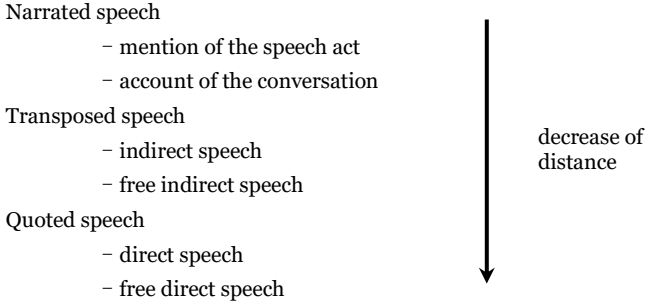 Narrated speech
– mention of the speech act
– account of the conversation
Transposed speech
– indirect speech
– free indirect speech
Quoted speech
– direct speech
– free direct speech
decrease of
distance